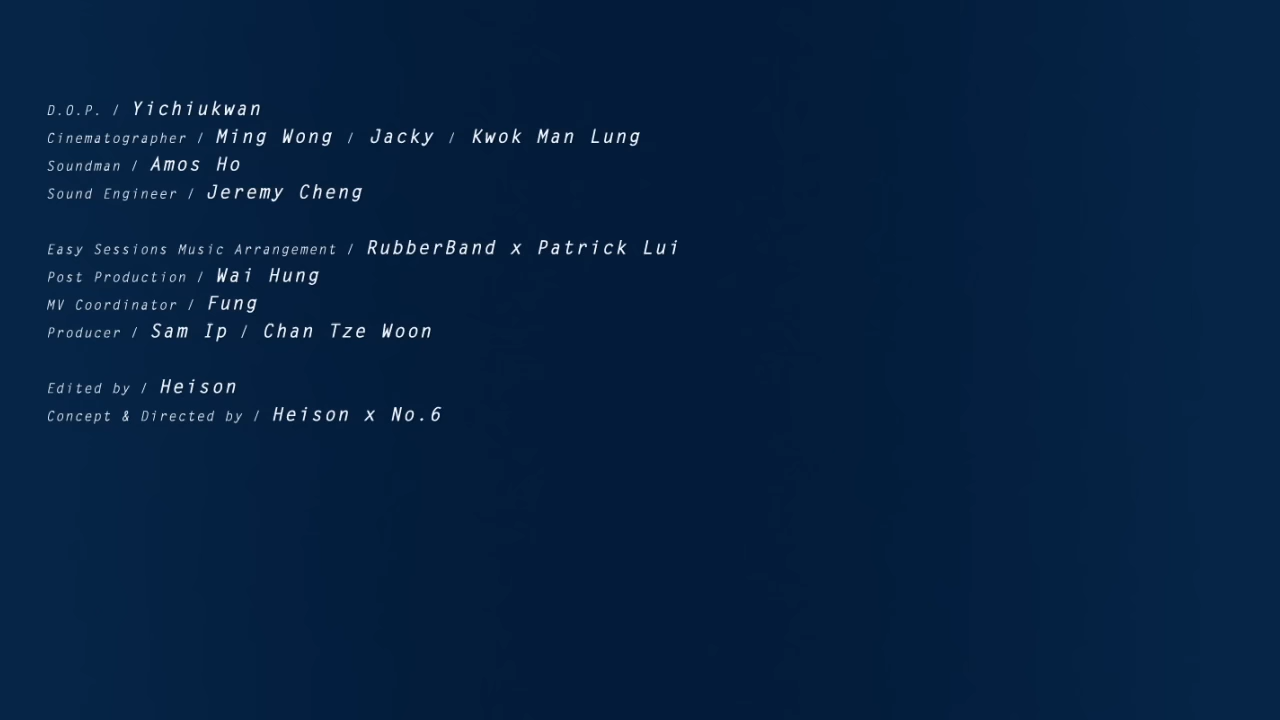 D.O.P. / Yichiukwan
Cinematographer / Ming Wong / Jacky / Kwok Man Lung
Soundman / Amos Ho
Sound Engineer / Jeremy Cheng
Easy Sessions Music Arrangement / RubberBand x Patrick Lui
Post Production / Wai Hung
MV Coordinator / Fung
Producer / Sam Ip / Chan Tze Woon
Edited by / Heison
Concept & Directed by / Heison x No.6